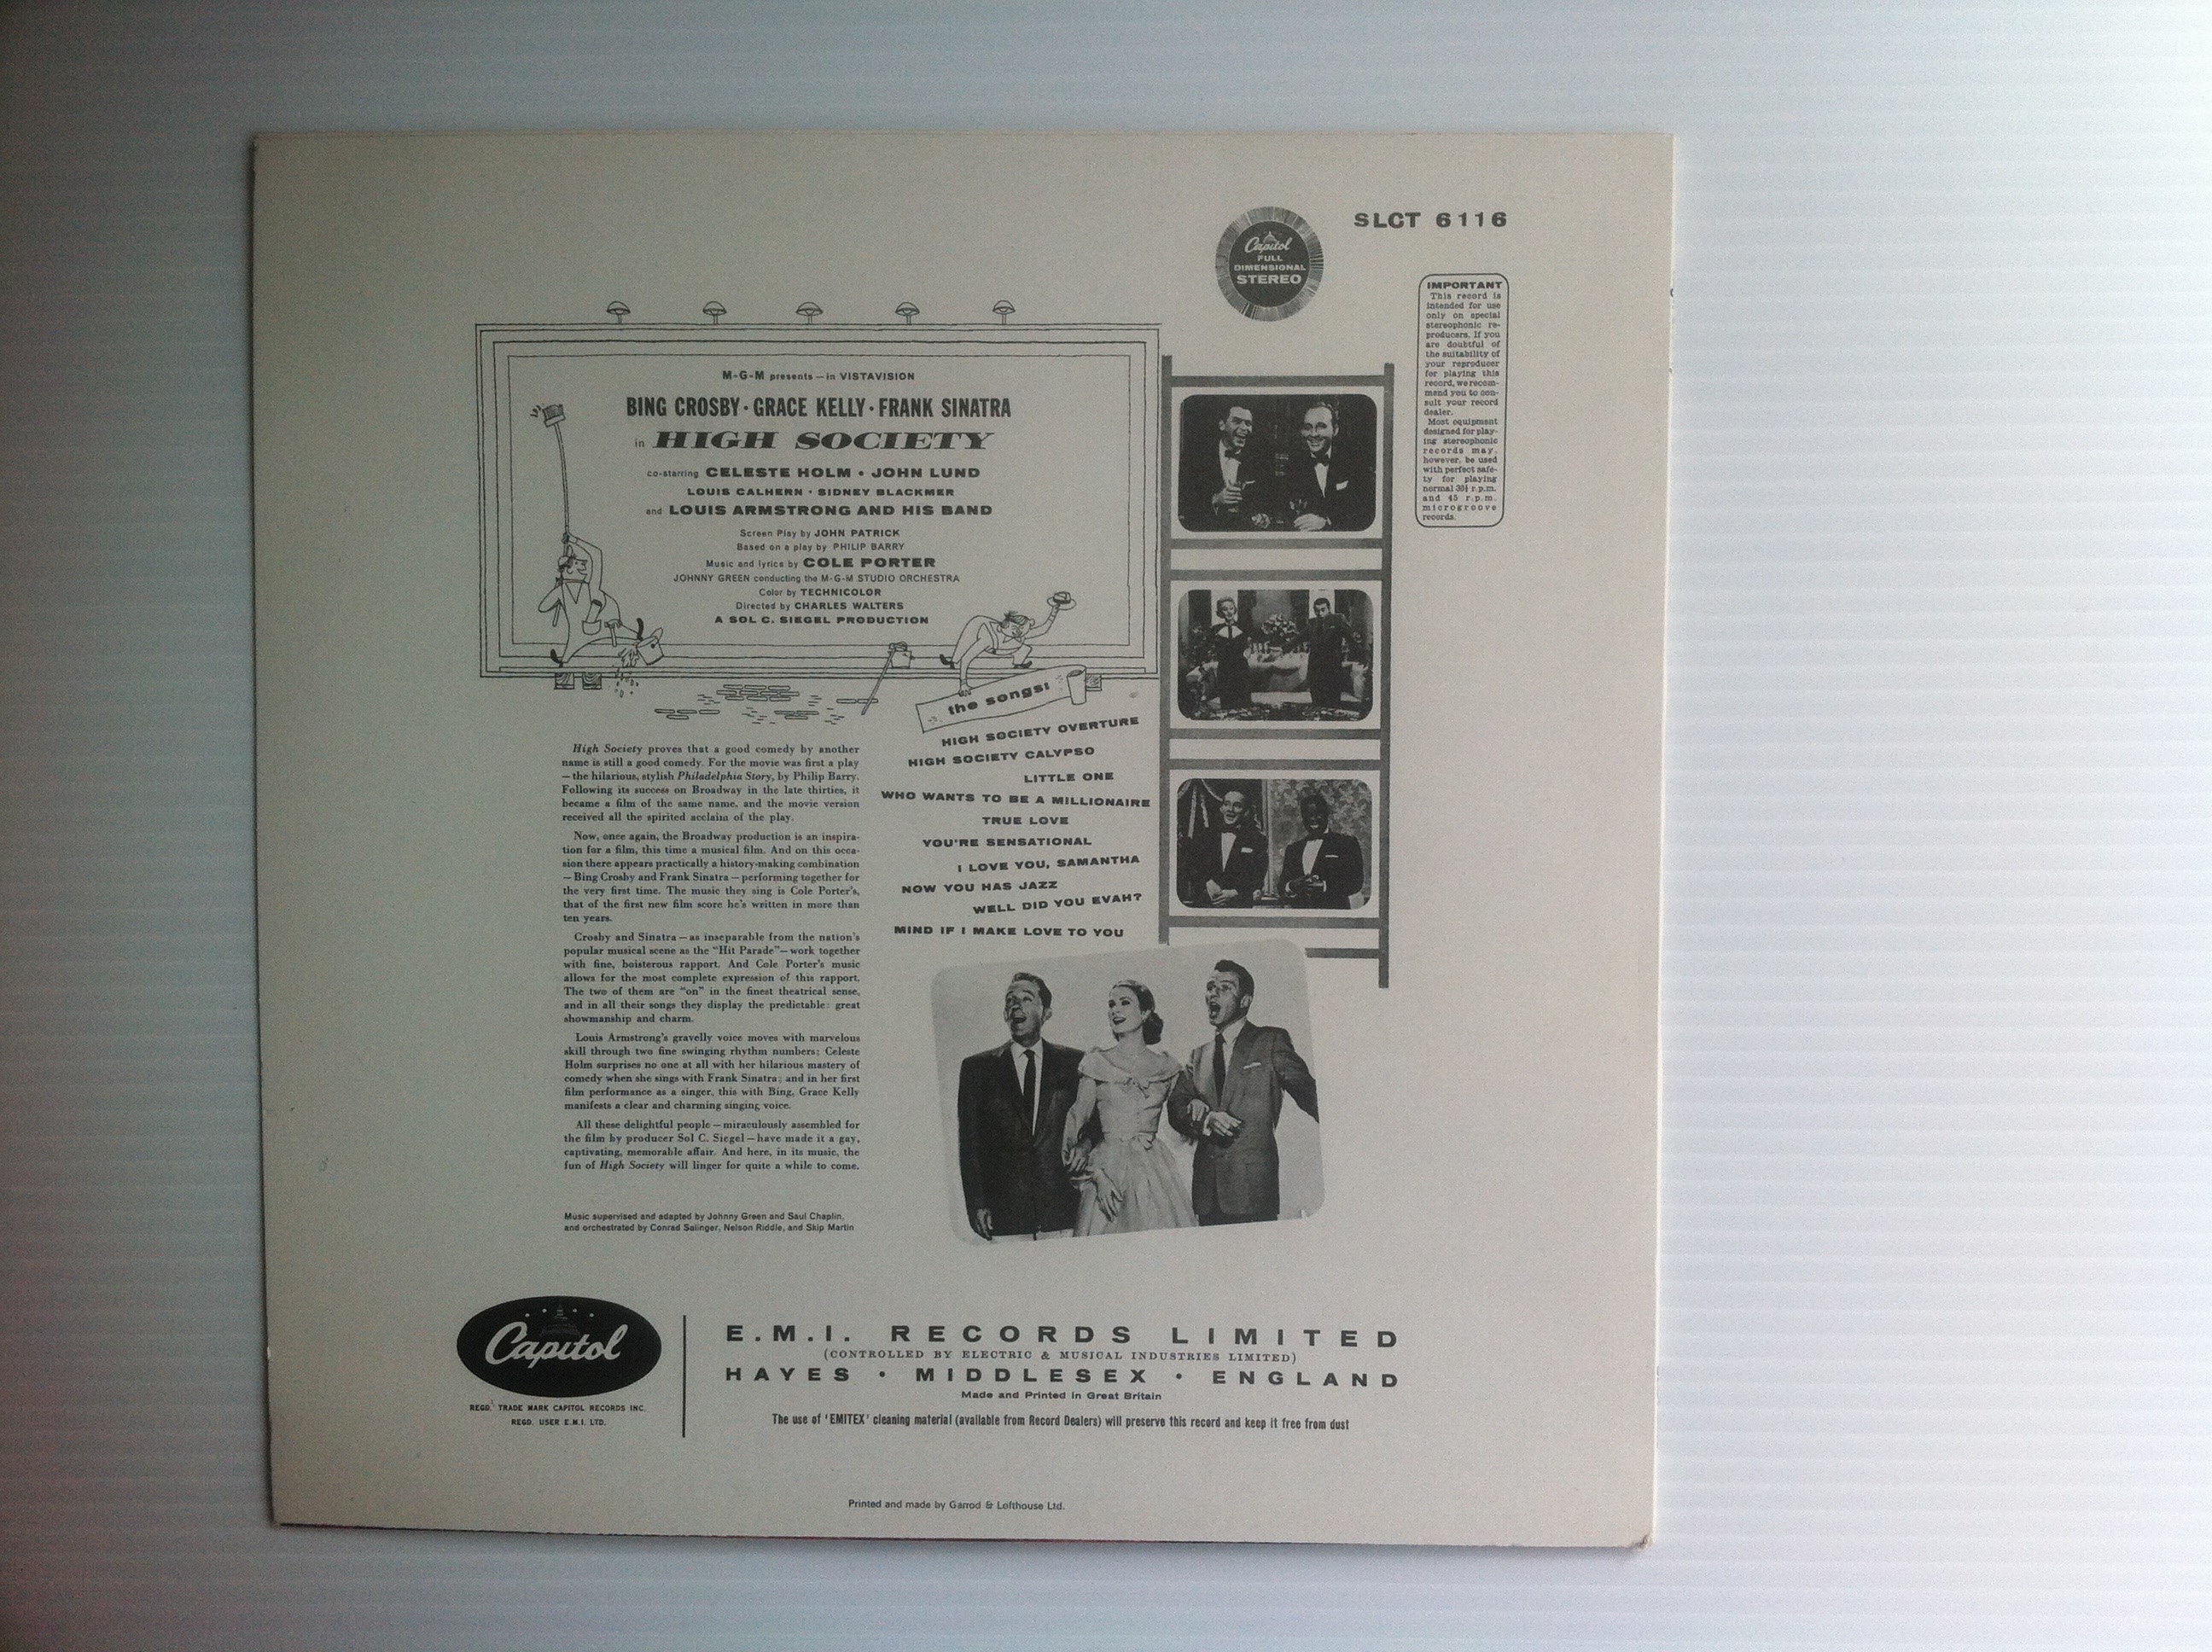 SLCT 6116
Capitol
FULL
DIMENSIONAL
STEREO
IMPORTANT
This record is
intended for use
only on special
stereophonic re-
producers. If you
are doubtful of
the suitability of
your reproducer
for playing this
record, we recom-
mend you to con-
sult your record
dealer.
Most equipment
designed for play-
ing stereophonic
records may,
however, be used
with perfect safe-
ty for playing
normal 33⅓ r.p.m.
and 45 r.p.m.
microgroove
records.
M-G-M presents — in VISTAVISION
BING CROSBY · GRACE KELLY · FRANK SINATRA
in HIGH SOCIETY
co-starring CELESTE HOLM • JOHN LUND
LOUIS CALHERN • SIDNEY BLACKMER
and LOUIS ARMSTRONG AND HIS BAND
Screen Play by JOHN PATRICK
Based on a play by PHILIP BARRY
Music and lyrics by COLE PORTER
JOHNNY GREEN conducting the M-G-M STUDIO ORCHESTRA
Color by TECHNICOLOR
Directed by CHARLES WALTERS
A SOL C. SIEGEL PRODUCTION
the songs:
HIGH SOCIETY OVERTURE
HIGH SOCIETY CALYPSO
LITTLE ONE
WHO WANTS TO BE A MILLIONAIRE
TRUE LOVE
YOU'RE SENSATIONAL
I LOVE YOU, SAMANTHA
NOW YOU HAS JAZZ
WELL DID YOU EVAH?
MIND IF I MAKE LOVE TO YOU
High Society proves that a good comedy by another
name is still a good comedy. For the movie was first a play
— the hilarious, stylish Philadelphia Story, by Philip Barry.
Following its success on Broadway in the late thirties, it
became a film of the same name, and the movie version
received all the spirited acclaim of the play.
Now, once again, the Broadway production is an inspira-
tion for a film, this time a musical film. And on this occa-
sion there appears practically a history-making combination
— Bing Crosby and Frank Sinatra — performing together for
the very first time. The music they sing is Cole Porter's,
that of the first new film score he's written in more than
ten years.
Crosby and Sinatra — as inseparable from the nation's
popular musical scene as the "Hit Parade" — work together
with fine, boisterous rapport. And Cole Porter's music
allows for the most complete expression of this rapport.
The two of them are "on" in the finest theatrical sense,
and in all their songs they display the predictable: great
showmanship and charm.
Louis Armstrong's gravelly voice moves with marvelous
skill through two fine swinging rhythm numbers; Celeste
Holm surprises no one at all with her hilarious mastery of
comedy when she sings with Frank Sinatra; and in her first
film performance as a singer, this with Bing, Grace Kelly
manifests a clear and charming singing voice.
All these delightful people — miraculously assembled for
the film by producer Sol C. Siegel — have made it a gay,
captivating, memorable affair. And here, in its music, the
fun of High Society will linger for quite a while to come.
Music supervised and adapted by Johnny Green and Saul Chaplin,
and orchestrated by Conrad Salinger, Nelson Riddle, and Skip Martin
Capitol
REGD. TRADE MARK CAPITOL RECORDS INC.
REGD. USER E.M.I. LTD.
E.M.I. RECORDS LIMITED
(CONTROLLED BY ELECTRIC & MUSICAL INDUSTRIES LIMITED)
HAYES • MIDDLESEX • ENGLAND
Made and Printed in Great Britain
The use of 'EMITEX' cleaning material (available from Record Dealers) will preserve this record and keep it free from dust
Printed and made by Garrod & Lofthouse Ltd.